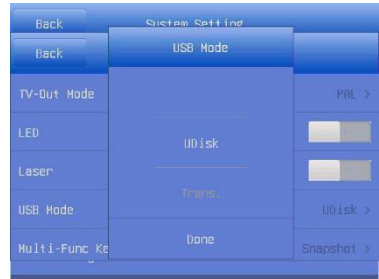 Back System Setting
Back USB Mode
TV-Out Mode PAL >
LED
UDisk
Laser
Trans.
USB Mode UDisk >
Done
Multi-Func Ke Snapshot >